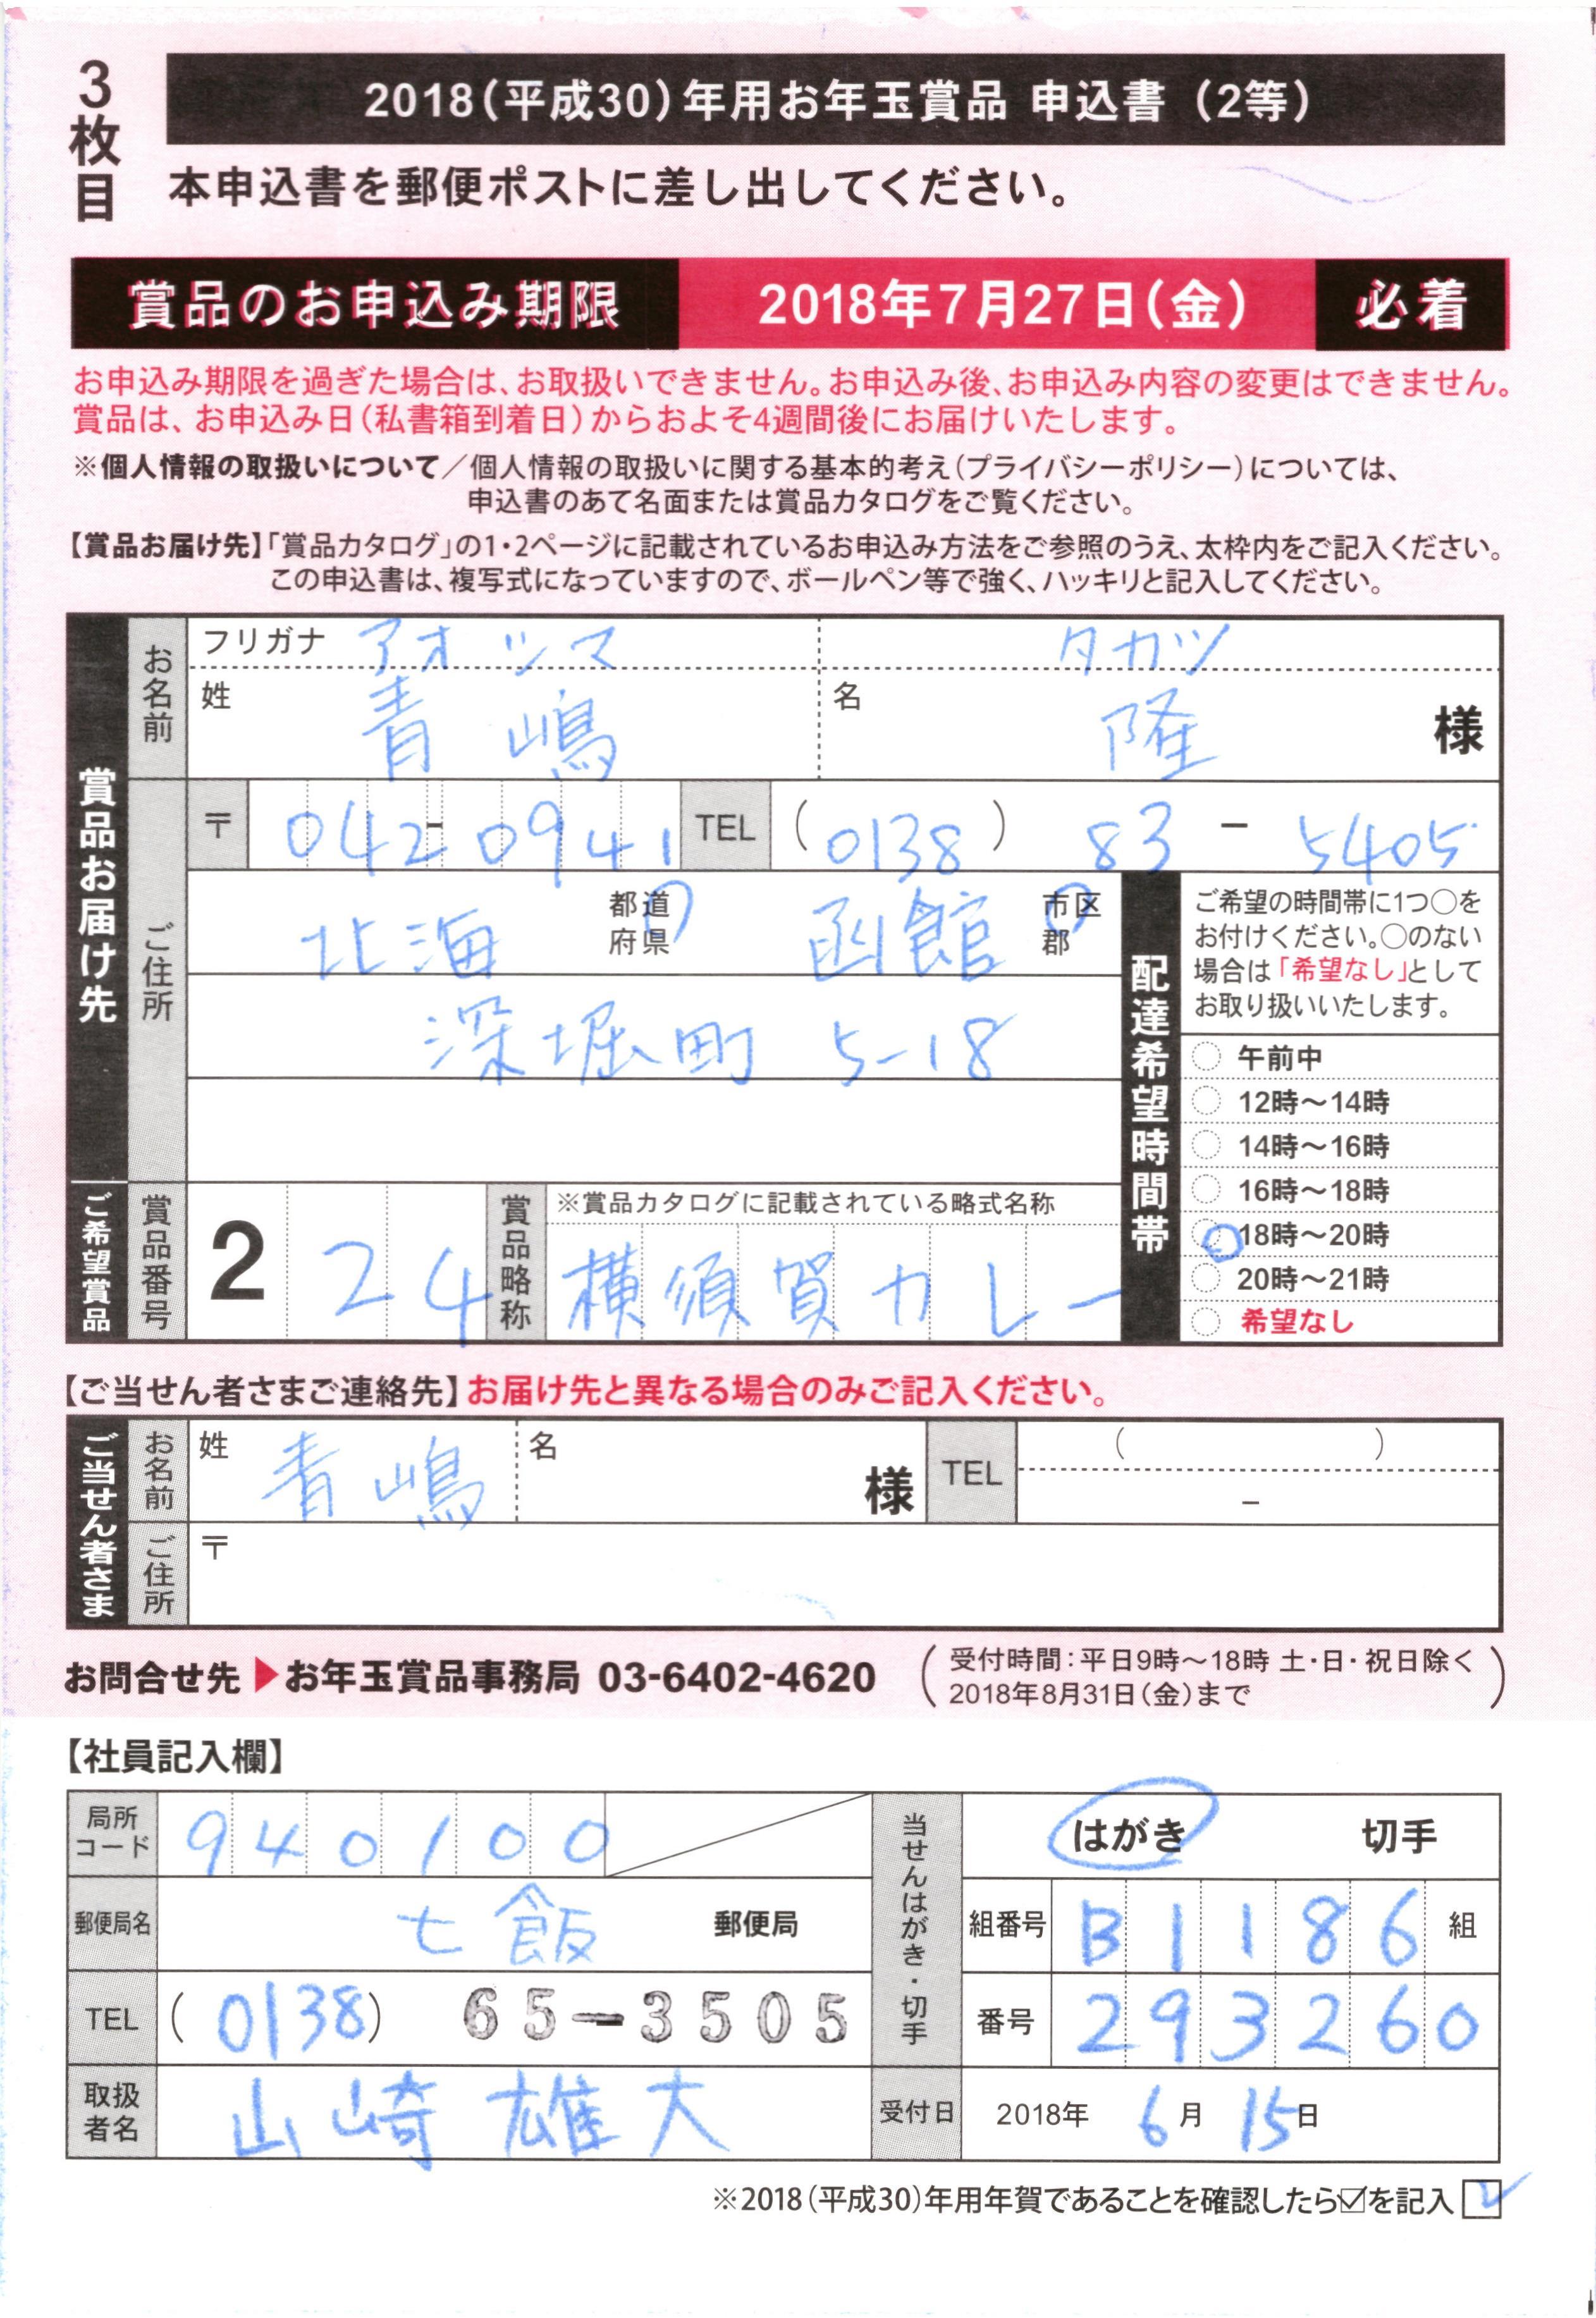 3枚目
2018(平成30)年用お年玉賞品 申込書 (2等)
本申込書を郵便ポストに差し出してください。
賞品のお申込み期限 2018年7月27日(金) 必着
お申込み期限を過ぎた場合は、お取扱いできません。お申込み後、お申込み内容の変更はできません。
賞品は、お申込み日(私書箱到着日)からおよそ4週間後にお届けいたします。
※個人情報の取扱いについて/個人情報の取扱いに関する基本的考え(プライバシーポリシー)については、
申込書のあて名面または賞品カタログをご覧ください。
【賞品お届け先】「賞品カタログ」の1・2ページに記載されているお申込み方法をご参照のうえ、太枠内をご記入ください。
この申込書は、複写式になっていますので、ボールペン等で強く、ハッキリと記入してください。
賞品お届け先
お名前
フリガナ アオシマ タカシ
姓 青嶋 名 隆 様
ご住所
〒 042-0941 TEL (0138) 83 - 5405
北海 都道府県 函館 市区郡
深堀町 5-18
配達希望時間帯
ご希望の時間帯に1つ○を
お付けください。○のない
場合は「希望なし」として
お取り扱いいたします。
午前中
12時～14時
14時～16時
16時～18時
18時～20時
20時～21時
希望なし
ご希望賞品
賞品番号 2 2 4 賞品略称 ※賞品カタログに記載されている略式名称
横須賀カレー
【ご当せん者さまご連絡先】お届け先と異なる場合のみご記入ください。
ご当せん者さま
お名前 姓 青嶋 名 様 TEL ( ) -
ご住所 〒
お問合せ先▶お年玉賞品事務局 03-6402-4620 (受付時間:平日9時～18時 土・日・祝日除く
2018年8月31日(金)まで)
【社員記入欄】
局所コード 940100
郵便局名 七飯 郵便局
TEL (0138) 65-3505
取扱者名 山崎 雄大
当せんはがき・切手
はがき 切手
組番号 B1186 組
番号 293260
受付日 2018年 6月 15日
※2018(平成30)年用年賀であることを確認したら☑を記入 ✓